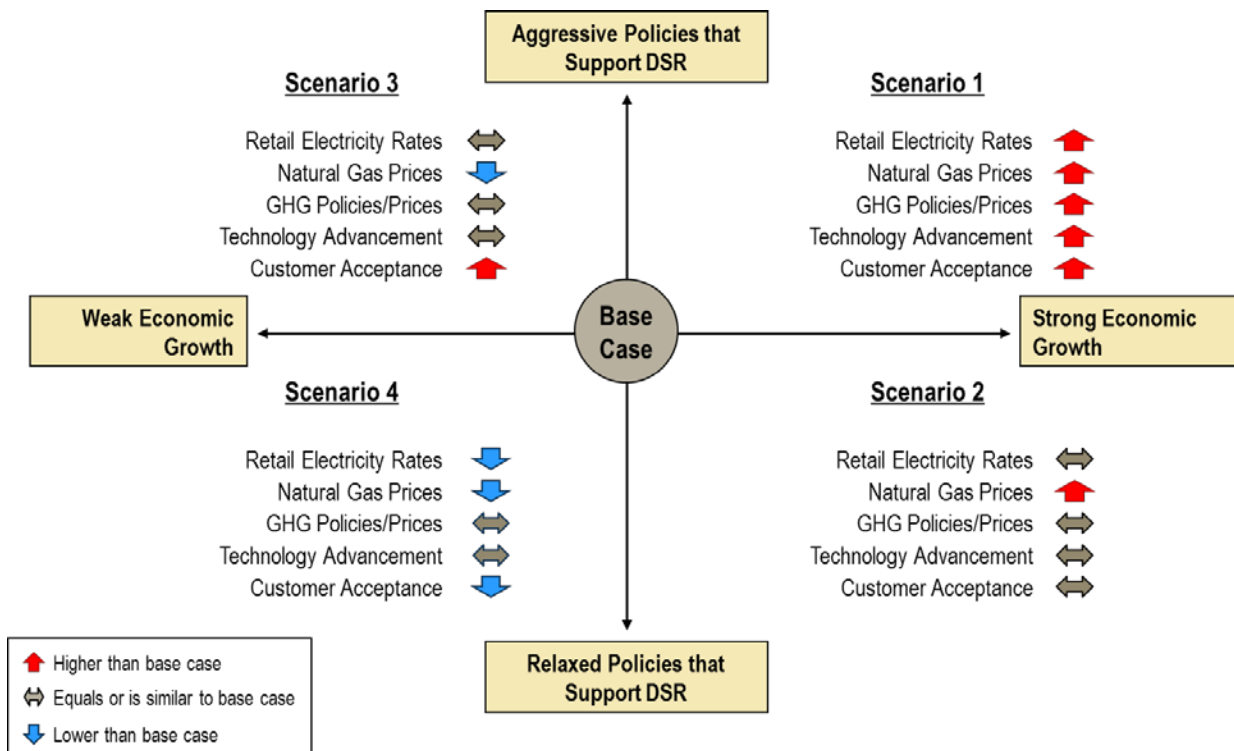 Aggressive Policies that
Support DSR
Scenario 3
Retail Electricity Rates
Natural Gas Prices
GHG Policies/Prices
Technology Advancement
Customer Acceptance
Scenario 1
Retail Electricity Rates
Natural Gas Prices
GHG Policies/Prices
Technology Advancement
Customer Acceptance
Weak Economic
Growth
Base
Case
Strong Economic
Growth
Scenario 4
Retail Electricity Rates
Natural Gas Prices
GHG Policies/Prices
Technology Advancement
Customer Acceptance
Scenario 2
Retail Electricity Rates
Natural Gas Prices
GHG Policies/Prices
Technology Advancement
Customer Acceptance
Higher than base case
Equals or is similar to base case
Lower than base case
Relaxed Policies that
Support DSR